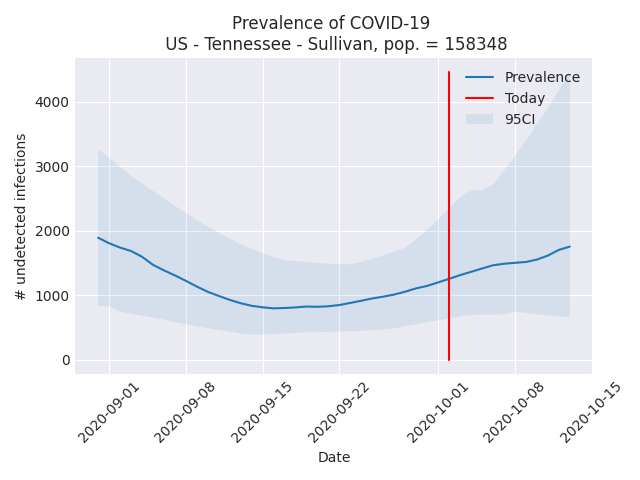 Prevalence of COVID-19
US - Tennessee - Sullivan, pop. = 158348
Prevalence
Today
95CI
# undetected infections
4000
3000
2000
1000
0
2020-09-01
2020-09-08
2020-09-15
2020-09-22
2020-10-01
2020-10-08
2020-10-15
Date